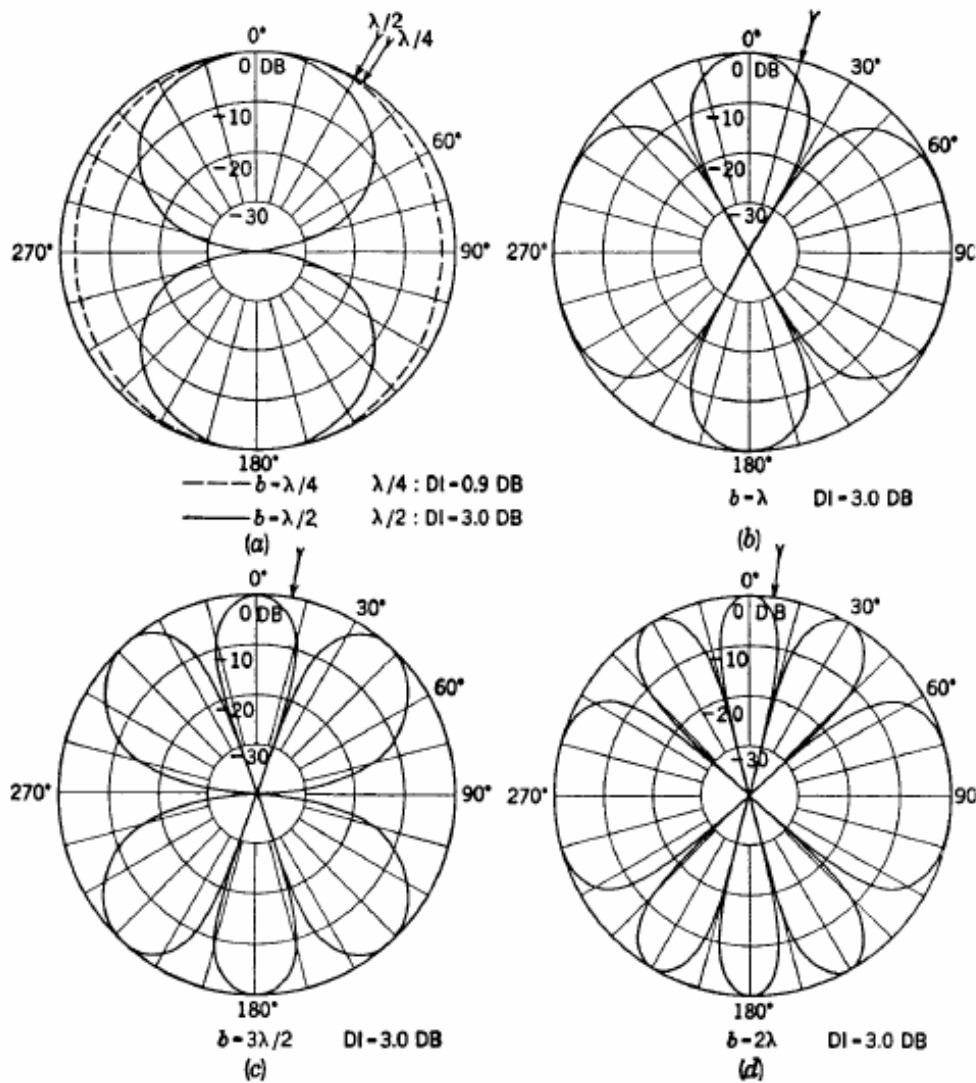 λ/2
λ/4
0°
0 DB
-10
-20
-30
60°
90°
270°
180°
b=λ/4 λ/4 : DI=0.9 DB
b=λ/2 λ/2 : DI=3.0 DB
(a)
0°
0 DB
30°
-10
-20
-30
60°
90
270°
180°
b=λ DI=3.0 DB
(b)
0°
0 DB
30°
-10
-20
-30
60°
90°
270°
180°
b=3λ/2 DI=3.0 DB
(c)
0°
0 DB
30°
-10
-20
-30
60°
90
270°
180°
b=2λ DI=3.0 DB
(d)